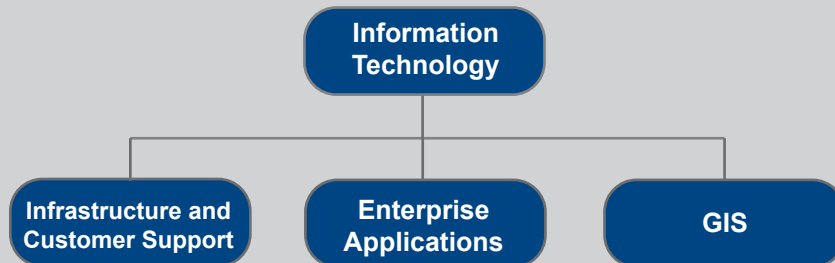 Information
Technology
Infrastructure and
Customer Support
Enterprise
Applications
GIS